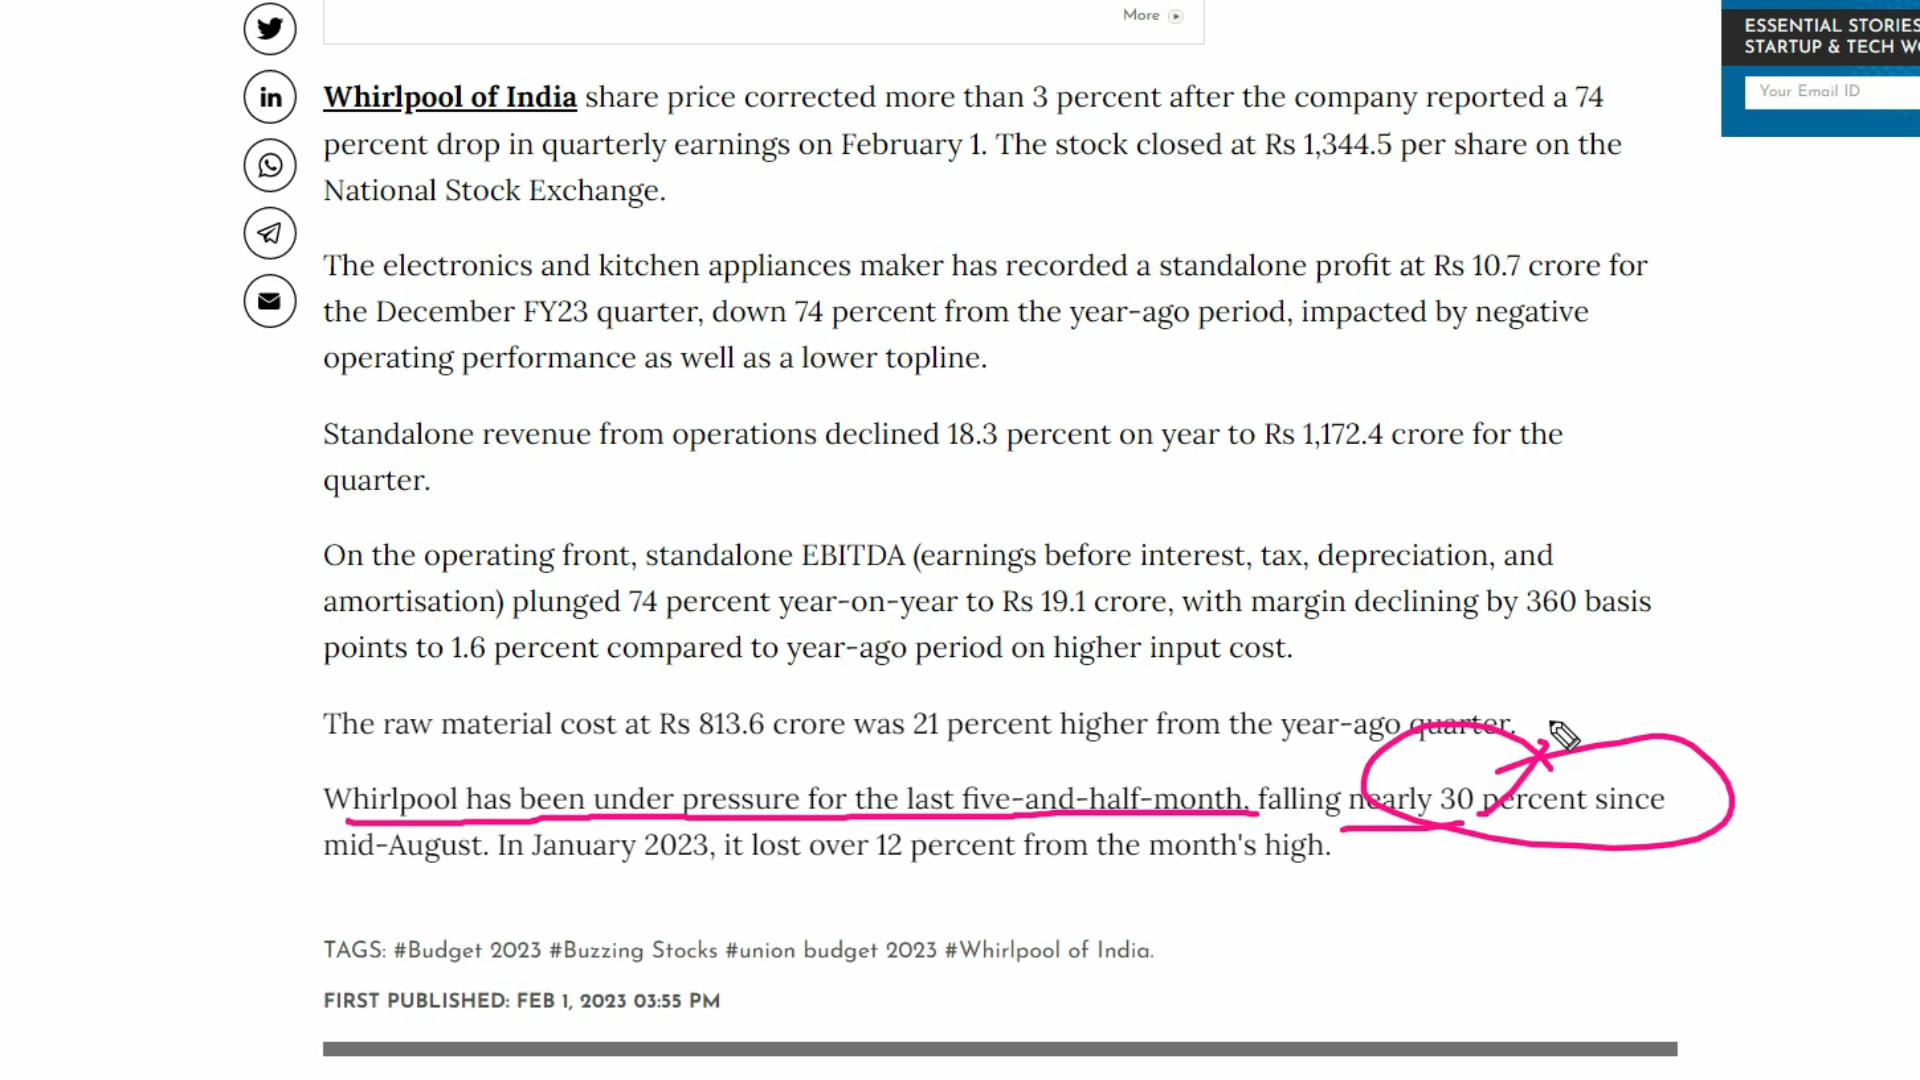 More
ESSENTIAL STORIES
STARTUP & TECH
Your Email ID
in
Whirlpool of India share price corrected more than 3 percent after the company reported a 74
percent drop in quarterly earnings on February 1. The stock closed at Rs 1,344.5 per share on the
National Stock Exchange.
The electronics and kitchen appliances maker has recorded a standalone profit at Rs 10.7 crore for
the December FY23 quarter, down 74 percent from the year-ago period, impacted by negative
operating performance as well as a lower topline.
Standalone revenue from operations declined 18.3 percent on year to Rs 1,172.4 crore for the
quarter.
On the operating front, standalone EBITDA (earnings before interest, tax, depreciation, and
amortisation) plunged 74 percent year-on-year to Rs 19.1 crore, with margin declining by 360 basis
points to 1.6 percent compared to year-ago period on higher input cost.
The raw material cost at Rs 813.6 crore was 21 percent higher from the year-ago quarter.
Whirlpool has been under pressure for the last five-and-half-month, falling nearly 30 percent since
mid-August. In January 2023, it lost over 12 percent from the month's high.
TAGS: #Budget 2023 #Buzzing Stocks #union budget 2023 #Whirlpool of India.
FIRST PUBLISHED: FEB 1, 2023 03:55 PM